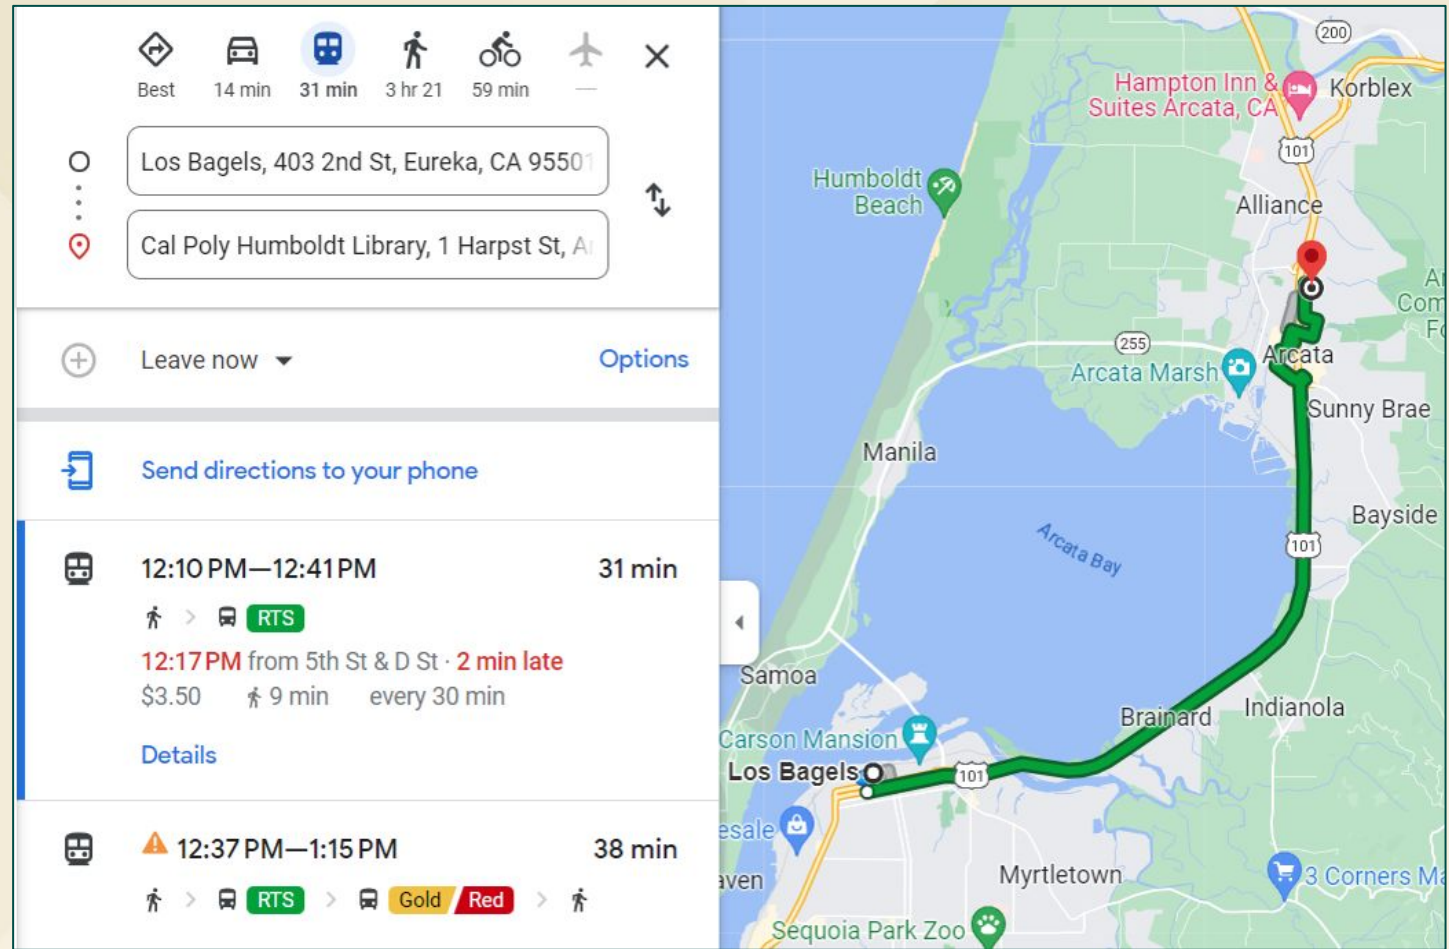 Best
14 min
31 min
3 hr 21
59 min
Los Bagels, 403 2nd St, Eureka, CA 95501
Cal Poly Humboldt Library, 1 Harpst St,
Leave now
Options
Send directions to your phone
12:10 PM—12:41 PM
31 min
RTS
12:17 PM from 5th St & D St · 2 min late
$3.50 9 min every 30 min
Details
12:37 PM—1:15 PM
38 min
RTS Gold Red
200
Hampton Inn &
Suites Arcata, CA
Korblex
101
Humboldt
Beach
Alliance
255
Arcata
Arcata Marsh
Sunny Brae
Manila
Bayside
Arcata Bay
101
Samoa
Indianola
Brainard
Carson Mansion
Los Bagels
101
Myrtletown
3 Corners
Sequoia Park Zoo